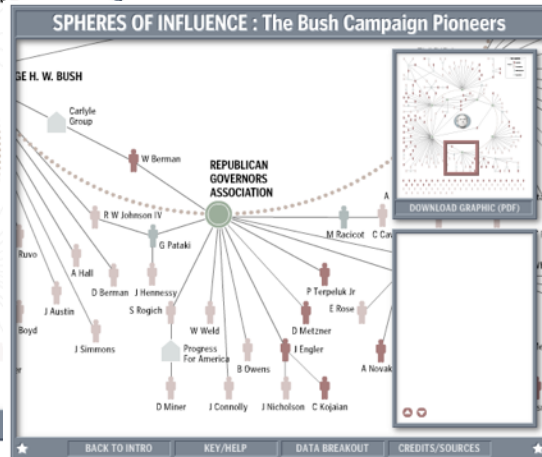 SPHERES OF INFLUENCE : The Bush Campaign Pioneers
GE H. W. BUSH
Carlyle
Group
W Berman
REPUBLICAN
GOVERNORS
ASSOCIATION
A
DOWNLOAD GRAPHIC (PDF)
R W Johnson IV
M Racicot
C Cav
G Pataki
Ruvo
A Hall
D Berman
J Hennessy
P Terpeluk Jr
J Austin
S Rogich
E Rose
Boyd
W Weld
D Metzner
J Simmons
Progress
For America
J Engler
B Owens
A Novak
er
D Miner
J Connolly
J Nicholson
C Kojaian
BACK TO INTRO
KEY/HELP
DATA BREAKOUT
CREDITS/SOURCES